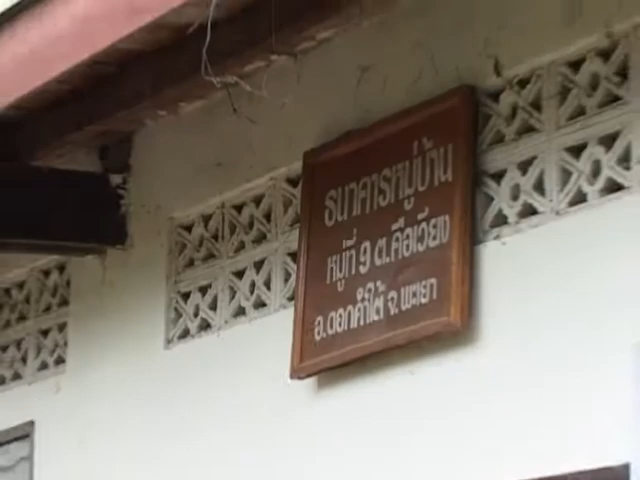 ธนาคารหมู่บ้าน
หมู่ที่ 9 ต.คือเวียง
อ.ดอกคำใต้ จ.พะเยา